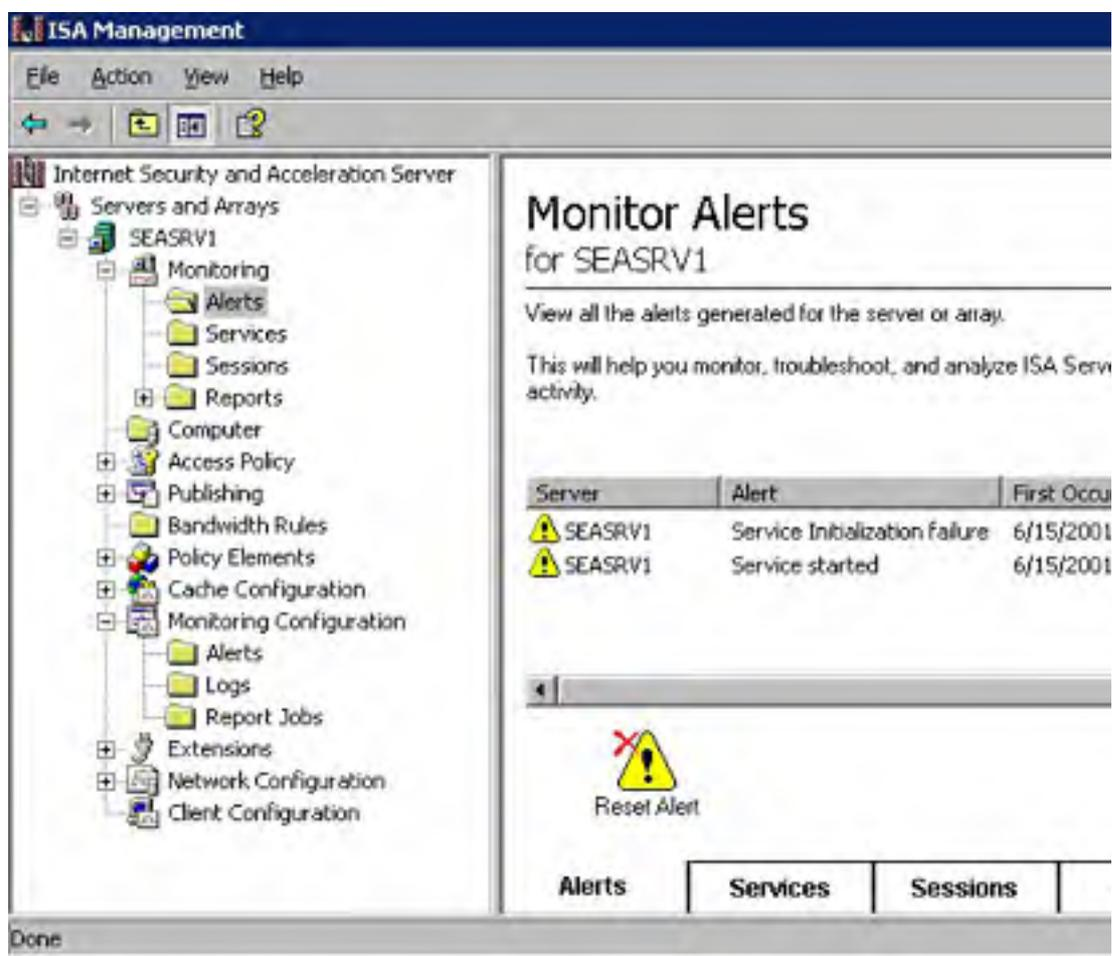 ISA Management
File Action View Help
Internet Security and Acceleration Server
Servers and Arrays
SEASRV1
Monitoring
Alerts
Services
Sessions
Reports
Computer
Access Policy
Publishing
Bandwidth Rules
Policy Elements
Cache Configuration
Monitoring Configuration
Alerts
Logs
Report Jobs
Extensions
Network Configuration
Client Configuration
Monitor Alerts
for SEASRV1
View all the alerts generated for the server or array.
This will help you monitor, troubleshoot, and analyze ISA Serve
activity.
Server Alert First Occu
SEASRV1 Service Initialization failure 6/15/2001
SEASRV1 Service started 6/15/2001
Reset Alert
Alerts Services Sessions
Done